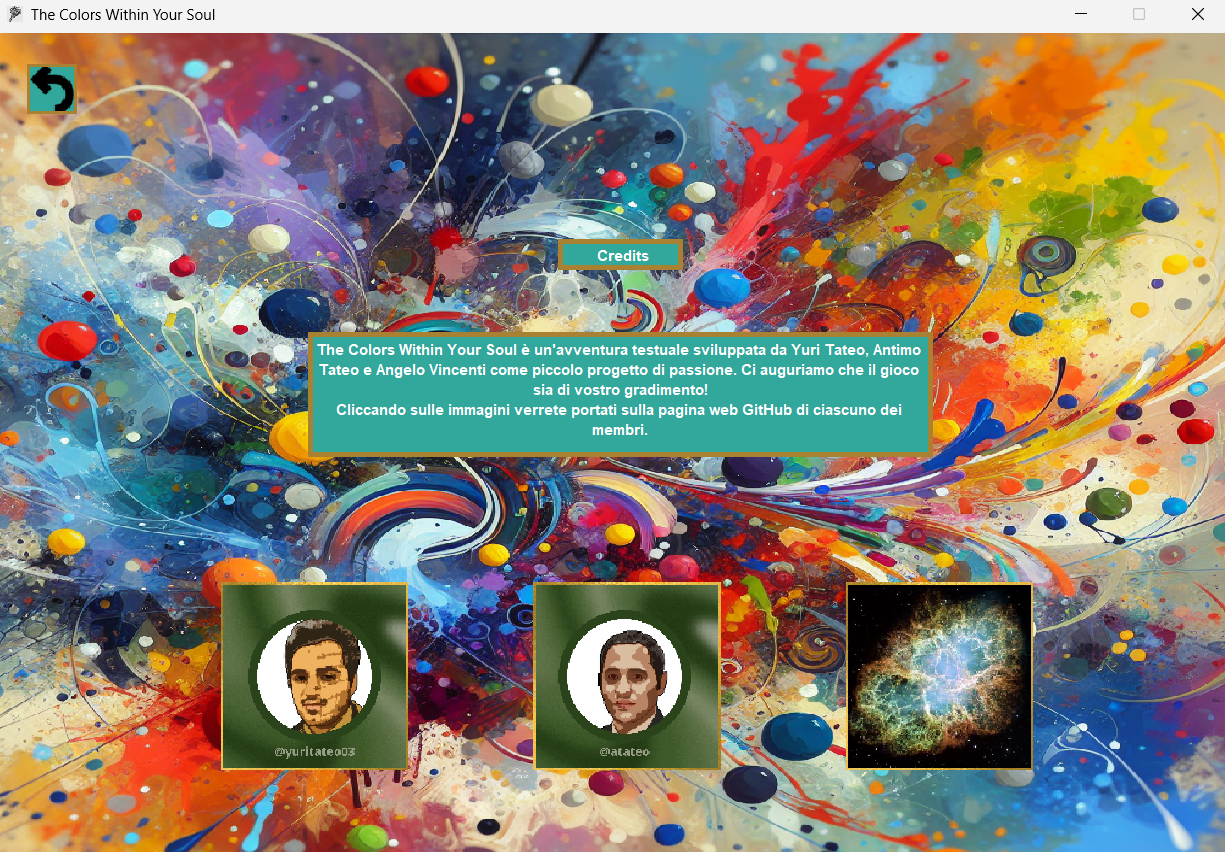 The Colors Within Your Soul
Credits
The Colors Within Your Soul è un'avventura testuale sviluppata da Yuri Tateo, Antimo
Tateo e Angelo Vincenti come piccolo progetto di passione. Ci auguriamo che il gioco
sia di vostro gradimento!
Cliccando sulle immagini verrete portati sulla pagina web GitHub di ciascuno dei
membri.
@yuritateo03
@atateo